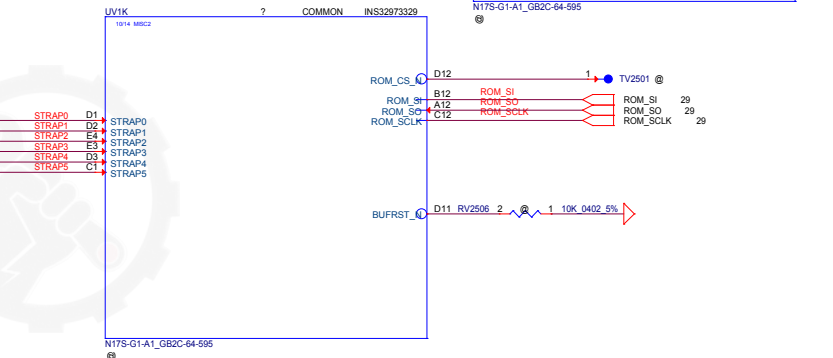 N17S-G1-A1_GB2C-64-595
@
UV1K ? COMMON INS32973329
10/14 MISC2
ROM_CS_N D12 1 TV2501 @
ROM_SI B12 ROM_SI ROM_SI 29
ROM_SO A12 ROM_SO ROM_SO 29
ROM_SCLK C12 ROM_SCLK ROM_SCLK 29
STRAP0 D1 STRAP0
STRAP1 D2 STRAP1
STRAP2 E4 STRAP2
STRAP3 E3 STRAP3
STRAP4 D3 STRAP4
STRAP5 C1 STRAP5
BUFRST_N D11 RV2506 2 @ 1 10K_0402_5%
N17S-G1-A1_GB2C-64-595
@